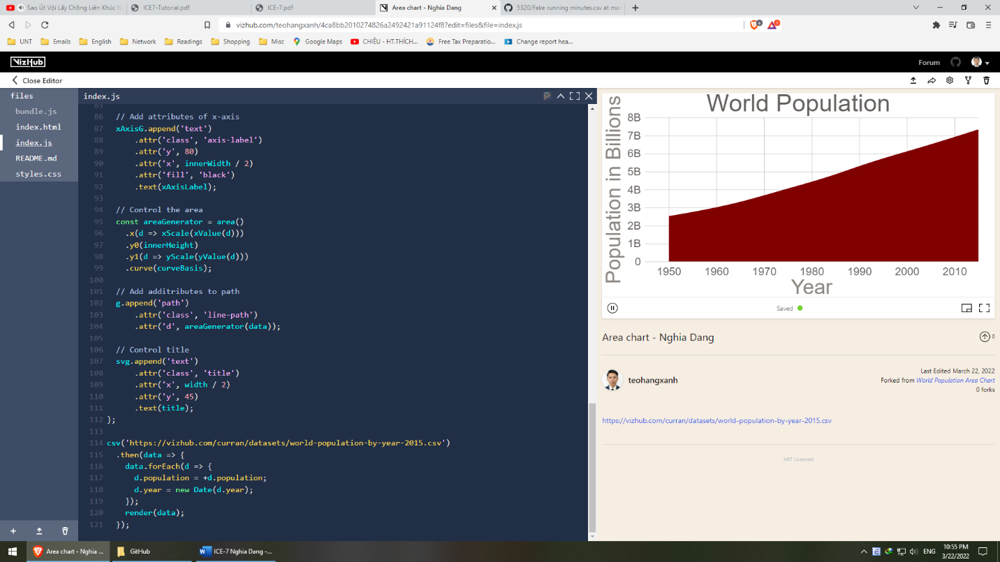 Sao Út Vội Lấy Chồng Liên Khúc N
ICE7-Tutorial.pdf
ICE-7.pdf
Area chart - Nghia Dang
5320/Fake running minutes.csv at ma
vizhub.com/teohangxanh/4ca8bb2010274826a2492421a91124f8?edit=files&file=index.js
UNT
Emails
English
Network
Readings
Shopping
Misc
Google Maps
CHIỀU - HT.THÍCH...
Free Tax Preparatio...
Change report hea...
VizHub
Forum
Close Editor
files
bundle.js
index.html
index.js
README.md
styles.css
index.js
85
86 // Add attributes of x-axis
87 xAxisG.append('text')
88 .attr('class', 'axis-label')
89 .attr('y', 80)
90 .attr('x', innerWidth / 2)
91 .attr('fill', 'black')
92 .text(xAxisLabel);
93
94 // Control the area
95 const areaGenerator = area()
96 .x(d => xScale(xValue(d)))
97 .y0(innerHeight)
98 .y1(d => yScale(yValue(d)))
99 .curve(curveBasis);
100
101 // Add additributes to path
102 g.append('path')
103 .attr('class', 'line-path')
104 .attr('d', areaGenerator(data));
105
106 // Control title
107 svg.append('text')
108 .attr('class', 'title')
109 .attr('x', width / 2)
110 .attr('y', 45)
111 .text(title);
112 };
113
114 csv('https://vizhub.com/curran/datasets/world-population-by-year-2015.csv')
115 .then(data => {
116 data.forEach(d => {
117 d.population = +d.population;
118 d.year = new Date(d.year);
119 });
120 render(data);
121 });
World Population
Population in Billions
8B
7B
6B
5B
4B
3B
2B
1B
0
1950 1960 1970 1980 1990 2000 2010
Year
Saved
Area chart - Nghia Dang
0
teohangxanh
Last Edited March 22, 2022
Forked from World Population Area Chart
0 forks
https://vizhub.com/curran/datasets/world-population-by-year-2015.csv
MIT Licensed
Area chart - Nghia ...
GitHub
ICE-7 Nghia Dang -...
ENG
10:55 PM
3/22/2022